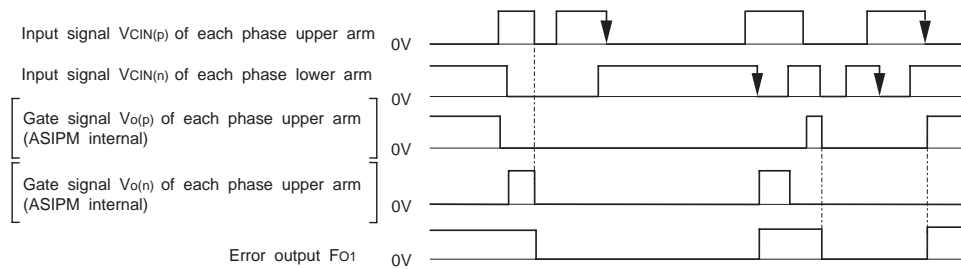 Input signal VCIN(p) of each phase upper arm 0V
Input signal VCIN(n) of each phase lower arm 0V
Gate signal Vo(p) of each phase upper arm
(ASIPM internal) 0V
Gate signal Vo(n) of each phase upper arm
(ASIPM internal) 0V
Error output FO1 0V